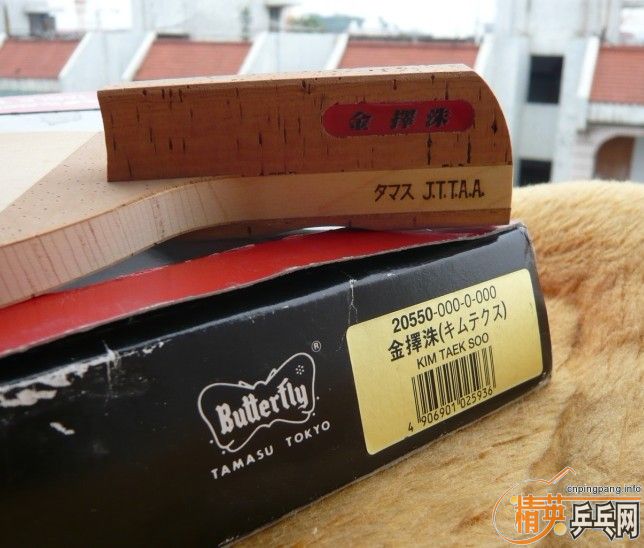 金擇洙
タマス J.T.T.A.A.
20550-000-0-000
金擇洙(キムテクス)
KIM TAEK SOO
4 906901 025936
Butterfly ®
TAMASU TOKYO
cnpingpang.info
精英乒乓网